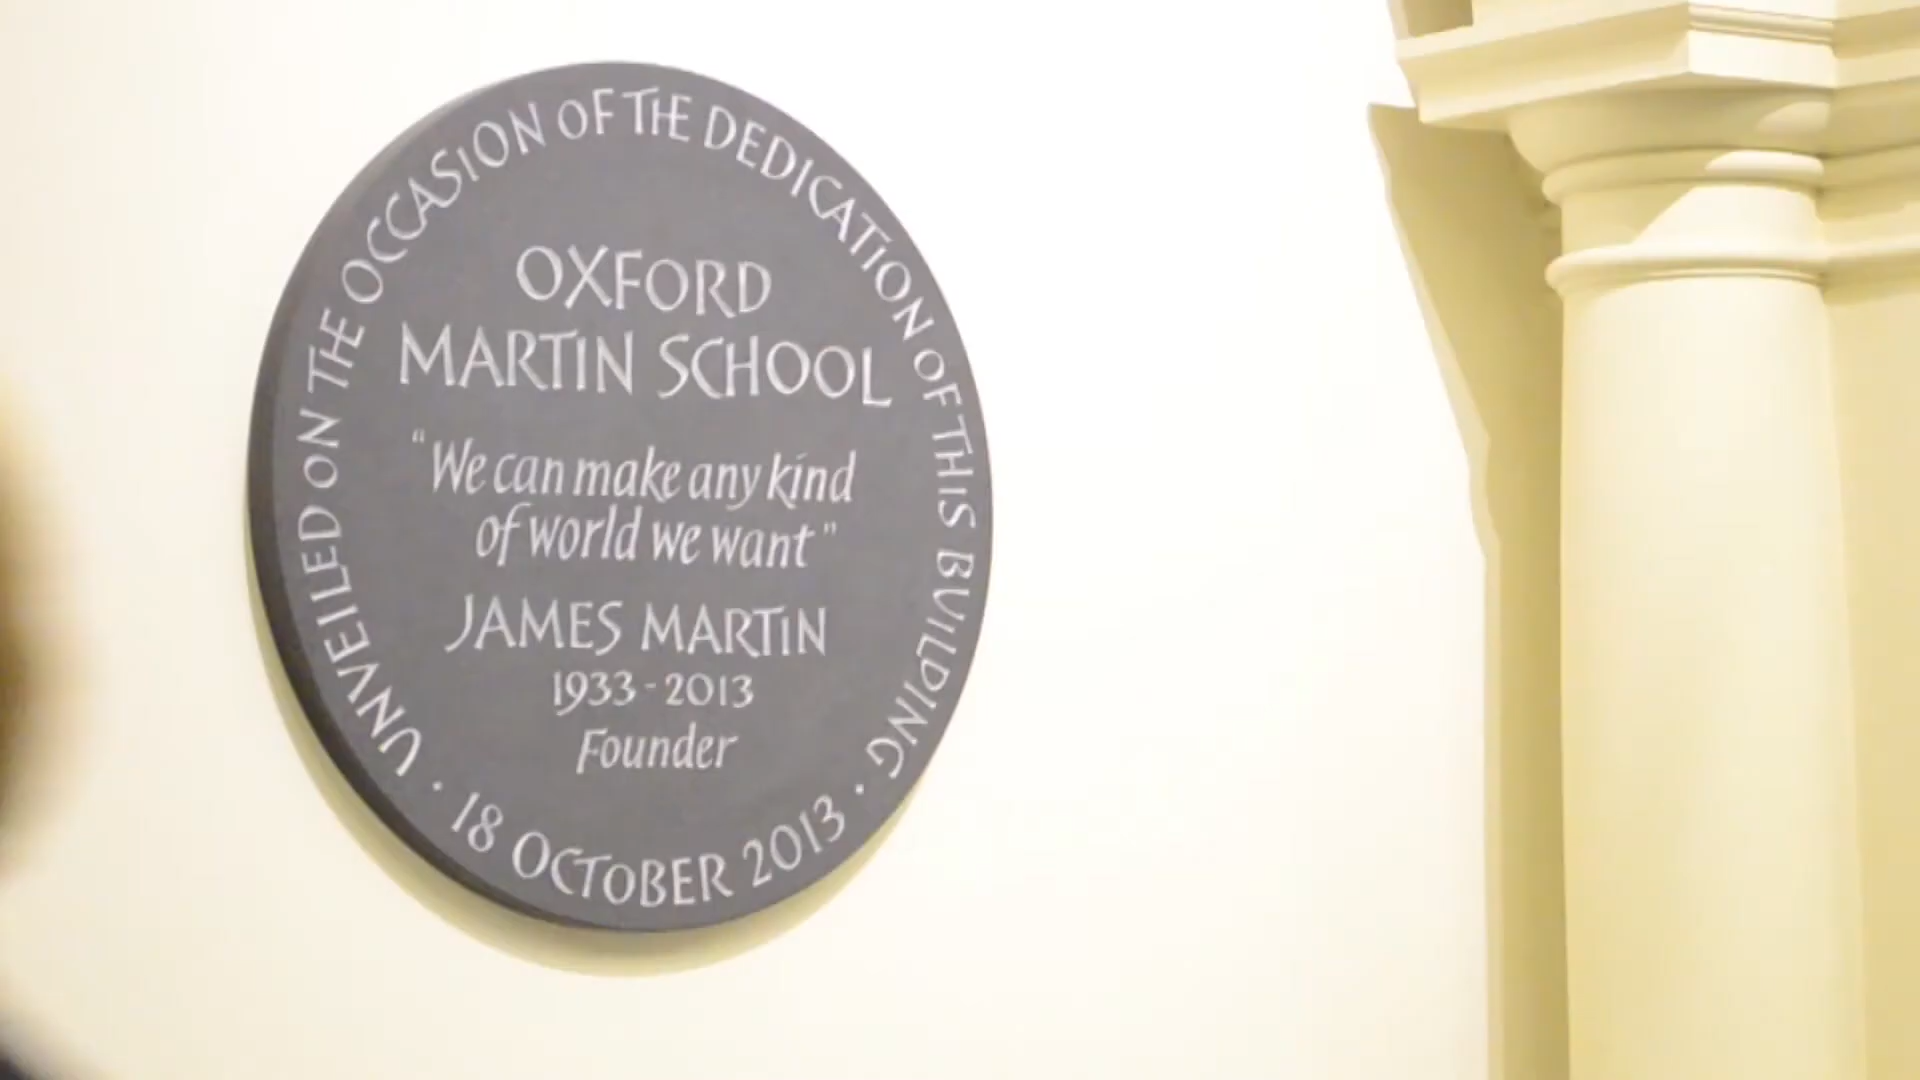 UNVEILED ON THE OCCASION OF THE DEDICATION OF THIS BUILDING ·
OXFORD
MARTIN SCHOOL
“We can make any kind
of world we want”
JAMES MARTIN
1933-2013
Founder
· 18 OCTOBER 2013